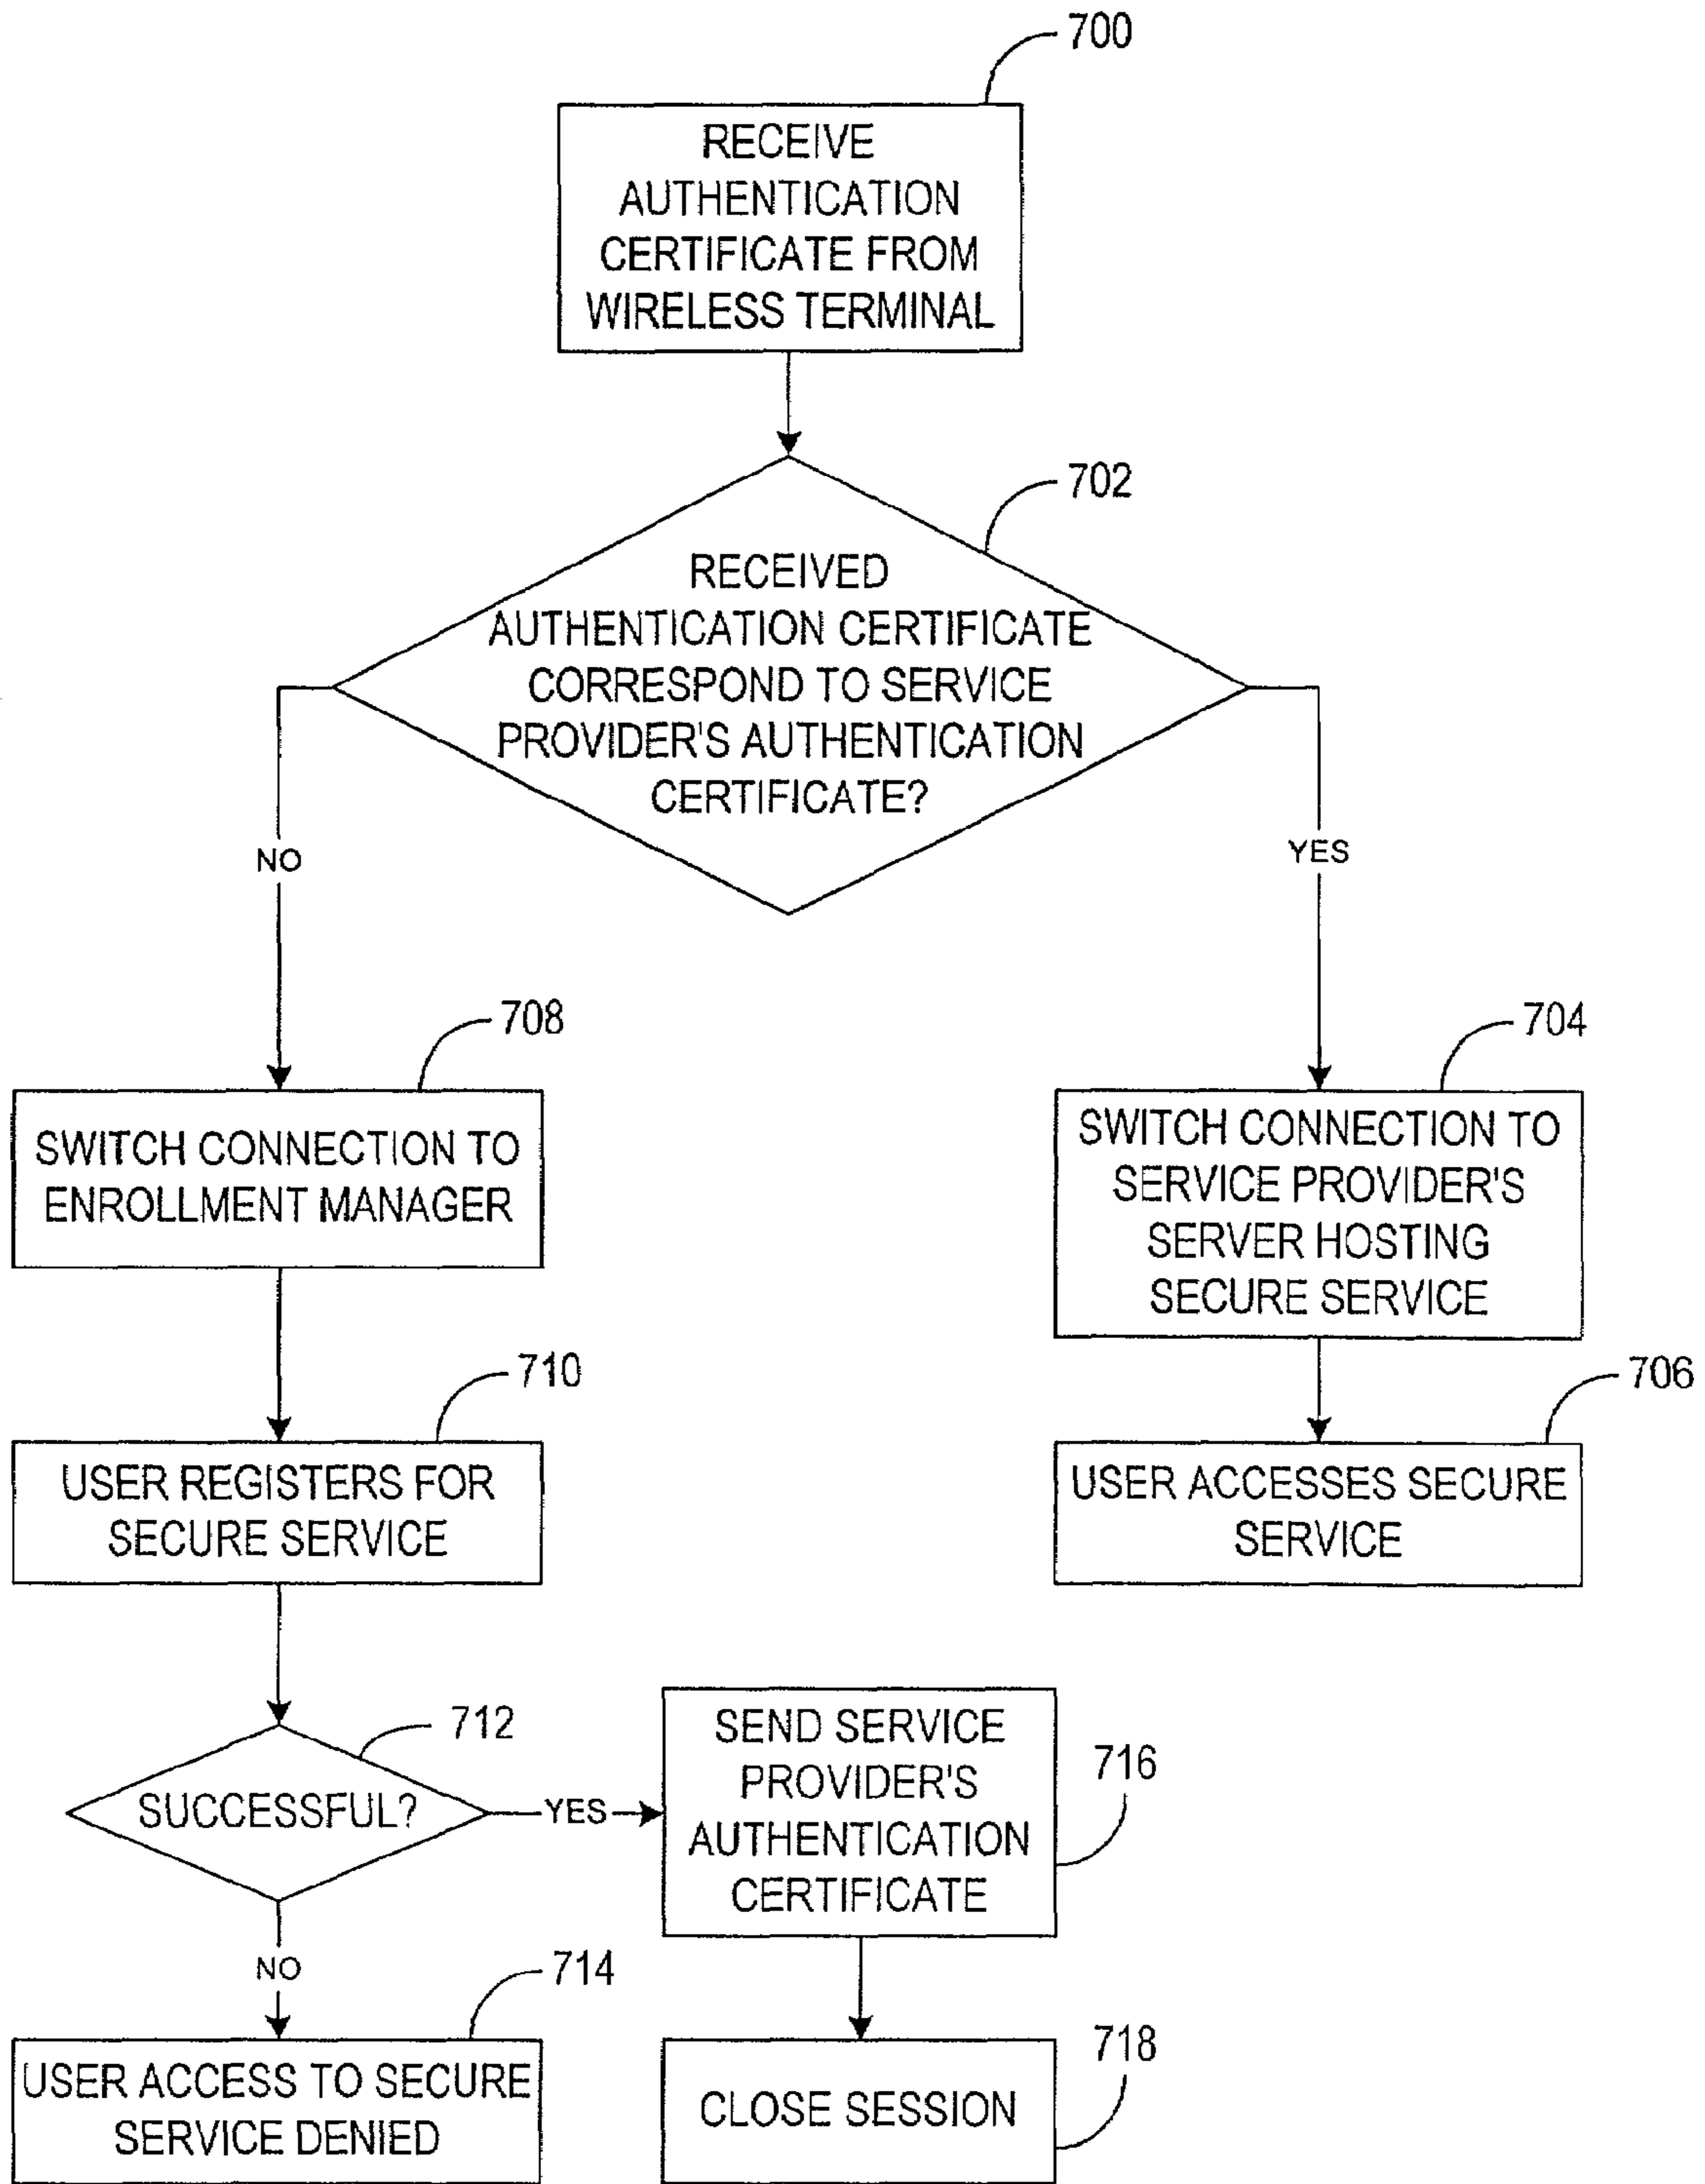 700
RECEIVE
AUTHENTICATION
CERTIFICATE FROM
WIRELESS TERMINAL
702
RECEIVED
AUTHENTICATION CERTIFICATE
CORRESPOND TO SERVICE
PROVIDER'S AUTHENTICATION
CERTIFICATE?
NO
YES
708
SWITCH CONNECTION TO
ENROLLMENT MANAGER
704
SWITCH CONNECTION TO
SERVICE PROVIDER'S
SERVER HOSTING
SECURE SERVICE
710
USER REGISTERS FOR
SECURE SERVICE
706
USER ACCESSES SECURE
SERVICE
712
SUCCESSFUL?
YES
SEND SERVICE
PROVIDER'S
AUTHENTICATION
CERTIFICATE
716
NO
714
USER ACCESS TO SECURE
SERVICE DENIED
CLOSE SESSION
718